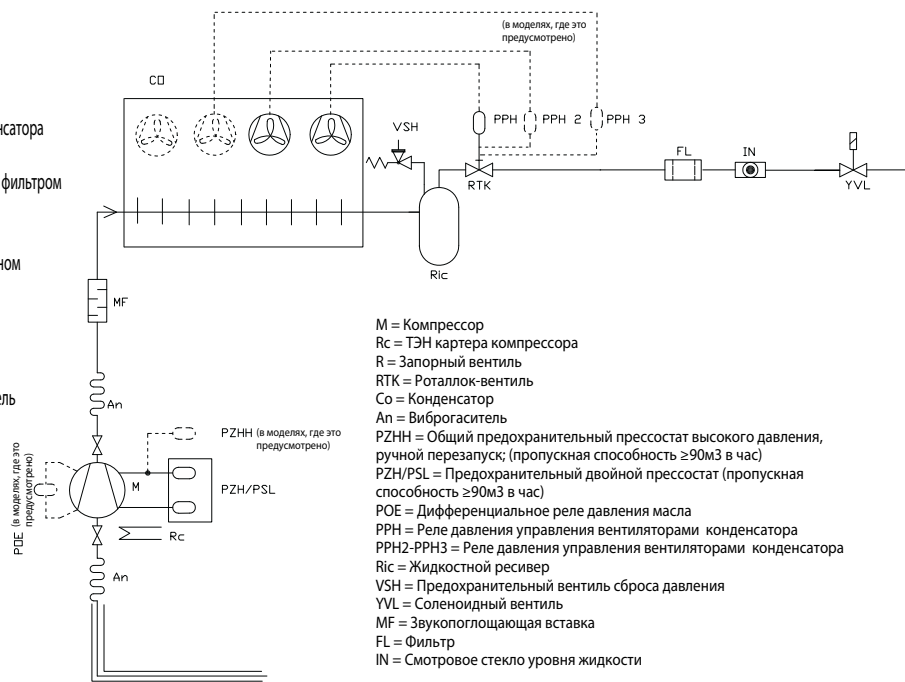 (в моделях, где это
предусмотрено)
CO
нсатора
VSH
PPH
PPH 2
PPH 3
фильтром
FL
IN
RTK
YVL
ном
Ric
MF
M = Компрессор
Rc = ТЭН картера компрессора
R = Запорный вентиль
RTK = Роталлок-вентиль
ель
Co = Конденсатор
An
An = Виброгаситель
PZHH (в моделях, где это
предусмотрено)
PZHH = Общий предохранительный прессостат высокого давления,
ручной перезапуск; (пропускная способность ≥90м3 в час)
POE (в моделях, где это
предусмотрено)
M
PZH/PSL
PZH/PSL = Предохранительный двойной прессостат (пропускная
способность ≥90м3 в час)
POE = Дифференциальное реле давления масла
Rc
PPH = Реле давления управления вентиляторами конденсатора
PPH2-PPH3 = Реле давления управления вентиляторами конденсатора
Ric = Жидкостной ресивер
An
VSH = Предохранительный вентиль сброса давления
YVL = Соленоидный вентиль
MF = Звукопоглощающая вставка
FL = Фильтр
IN = Смотровое стекло уровня жидкости